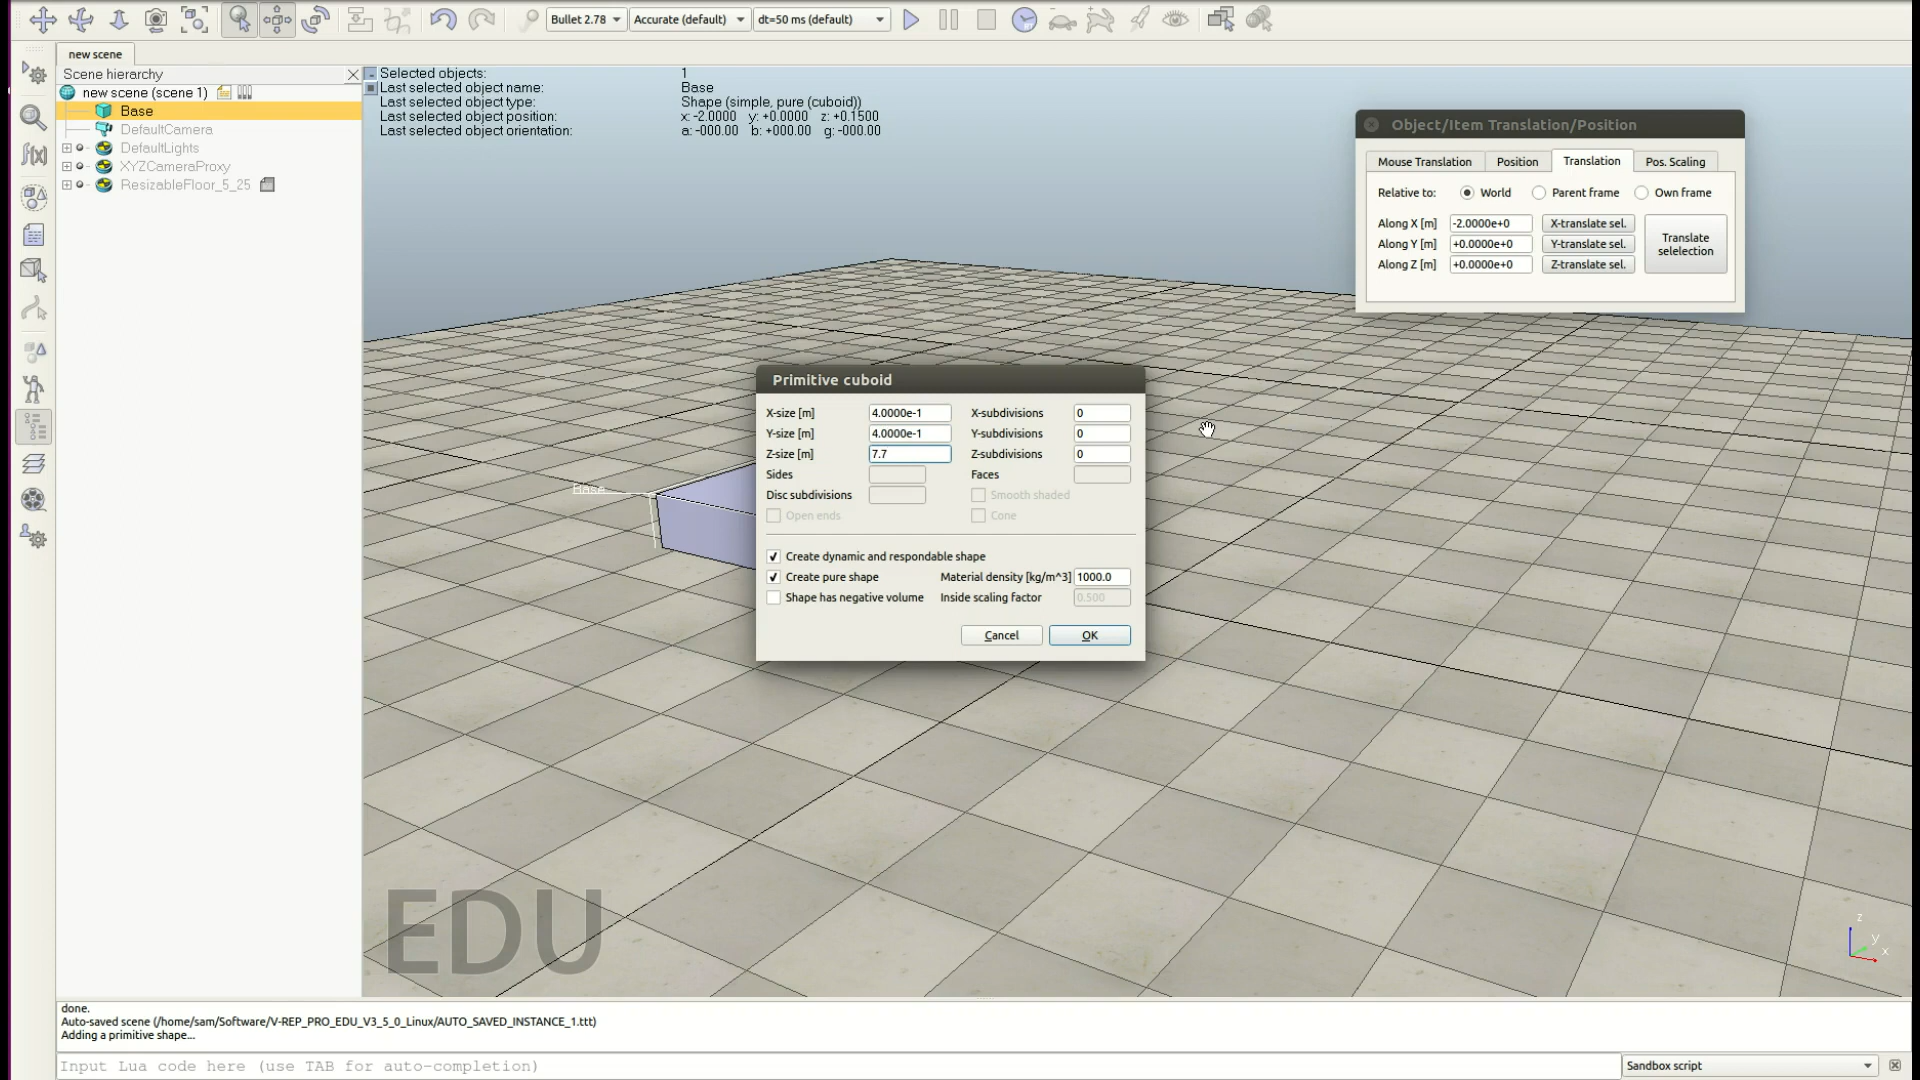 Bullet 2.78
Accurate (default)
dt=50 ms (default)
new scene
Scene hierarchy
new scene (scene 1)
Base
DefaultCamera
DefaultLights
XYZCameraProxy
ResizableFloor_5_25
Selected objects: 1
Last selected object name: Base
Last selected object type: Shape (simple, pure (cuboid))
Last selected object position: x: -2.0000 y: +0.0000 z: +0.1500
Last selected object orientation: a: -000.00 b: +000.00 g: -000.00
Object/Item Translation/Position
Mouse Translation Position Translation Pos. Scaling
Relative to: World Parent frame Own frame
Along X [m] -2.0000e+0 X-translate sel.
Along Y [m] +0.0000e+0 Y-translate sel.
Along Z [m] +0.0000e+0 Z-translate sel.
Translate
selelection
Base
Primitive cuboid
X-size [m] 4.0000e-1 X-subdivisions 0
Y-size [m] 4.0000e-1 Y-subdivisions 0
Z-size [m] 7.7 Z-subdivisions 0
Sides Faces
Disc subdivisions Smooth shaded
Open ends Cone
Create dynamic and respondable shape
Create pure shape Material density [kg/m^3] 1000.0
Shape has negative volume Inside scaling factor 0.500
Cancel OK
EDU
z
y
x
done.
Auto-saved scene (/home/sam/Software/V-REP_PRO_EDU_V3_5_0_Linux/AUTO_SAVED_INSTANCE_1.ttt)
Adding a primitive shape...
Input Lua code here (use TAB for auto-completion)
Sandbox script